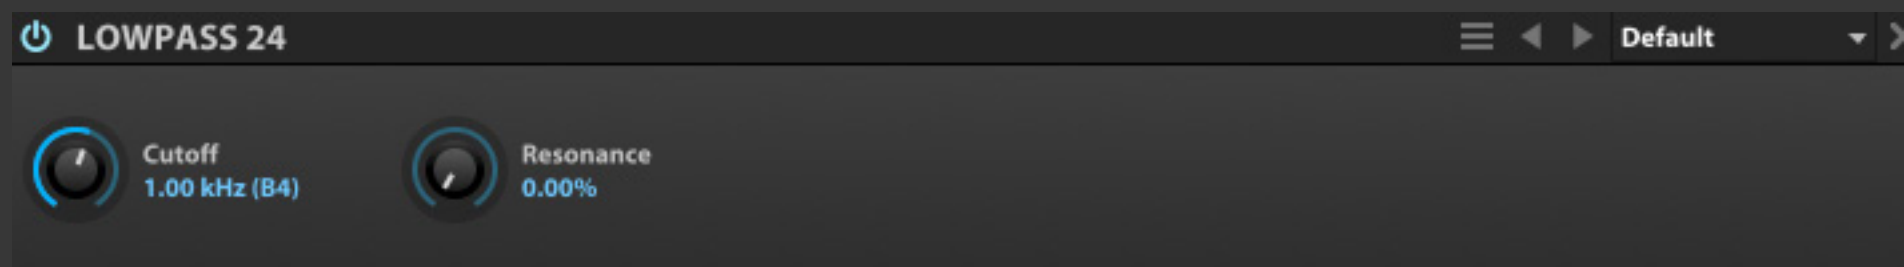 LOWPASS 24
Default
Cutoff
1.00 kHz (B4)
Resonance
0.00%